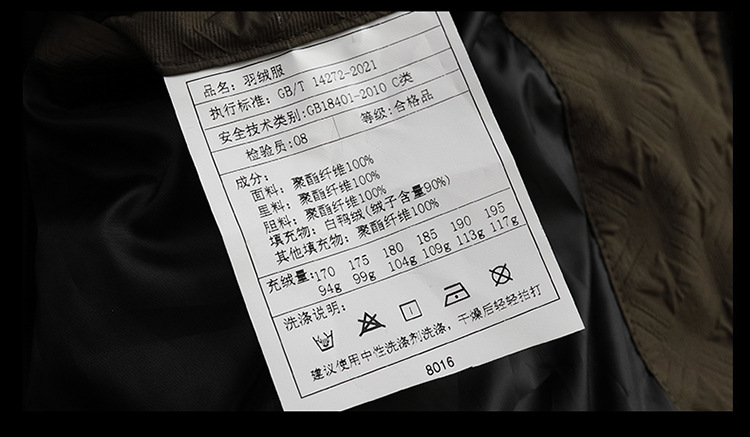 品名：羽绒服
执行标准：GB/T 14272-2021
安全技术类别:GB18401-2010 C类
检验员:08 等级:合格品
成分：
面料：聚酯纤维100%
里料：聚酯纤维100%
胆料：聚酯纤维100%
填充物：白鸭绒(绒子含量90%)
其他填充物：聚酯纤维100%
充绒量:170 175 180 185 190 195
94g 99g 104g 109g 113g 117g
洗涤说明：
建议使用中性洗涤剂洗涤，干燥后轻轻拍打
8016